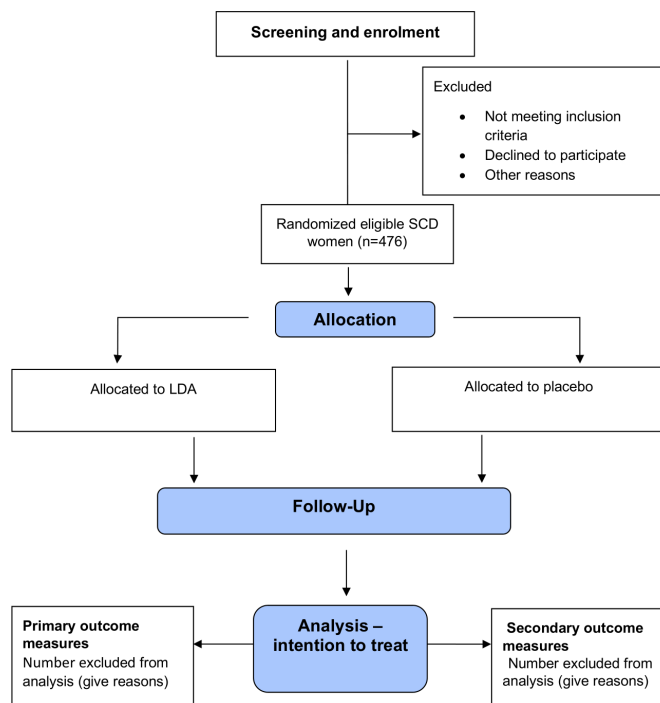 Screening and enrolment
Excluded
• Not meeting inclusion
criteria
• Declined to participate
• Other reasons
Randomized eligible SCD
women (n=476)
Allocation
Allocated to LDA
Allocated to placebo
Follow-Up
Analysis –
intention to treat
Primary outcome
measures
Number excluded from
analysis (give reasons)
Secondary outcome
measures
Number excluded from
analysis (give reasons)